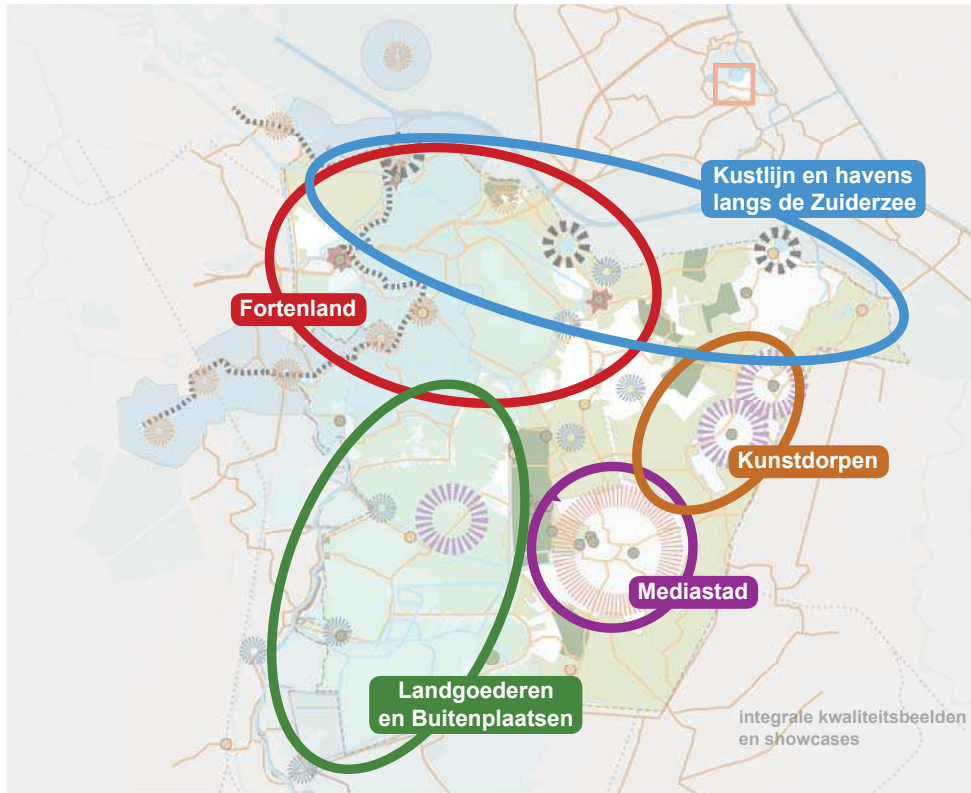 Kustlijn en havens
langs de Zuiderzee
Fortenland
Kunstdorpen
Mediastad
Landgoederen
en Buitenplaatsen
integrale kwaliteitsbeelden
en showcases